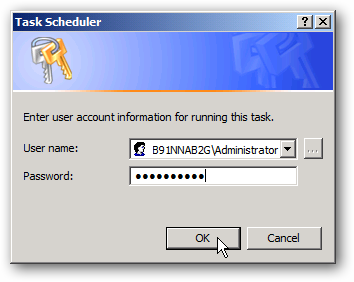 Task Scheduler
Enter user account information for running this task.
User name: B91NNAB2G\Administrator ...
Password: ●●●●●●●●●●
OK Cancel